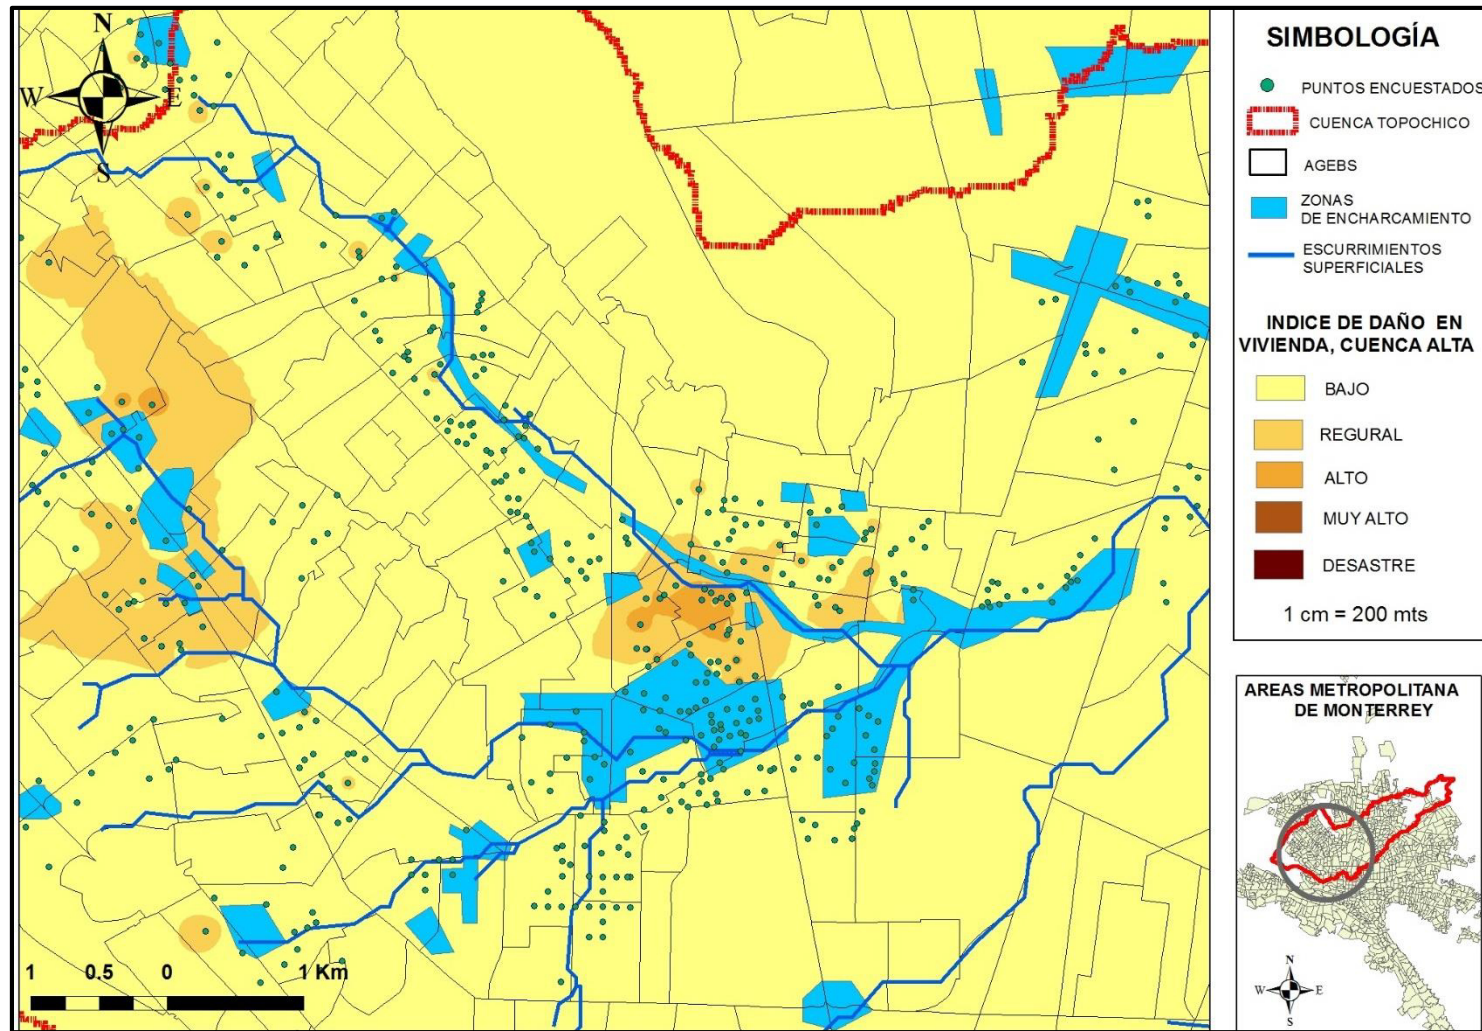 N
W E
S
1 0.5 0 1 Km
SIMBOLOGÍA
PUNTOS ENCUESTADOS
CUENCA TOPOCHICO
AGEBS
ZONAS
DE ENCHARCAMIENTO
ESCURRIMIENTOS
SUPERFICIALES
INDICE DE DAÑO EN
VIVIENDA, CUENCA ALTA
BAJO
REGURAL
ALTO
MUY ALTO
DESASTRE
1 cm = 200 mts
AREAS METROPOLITANA
DE MONTERREY
N
W E
S